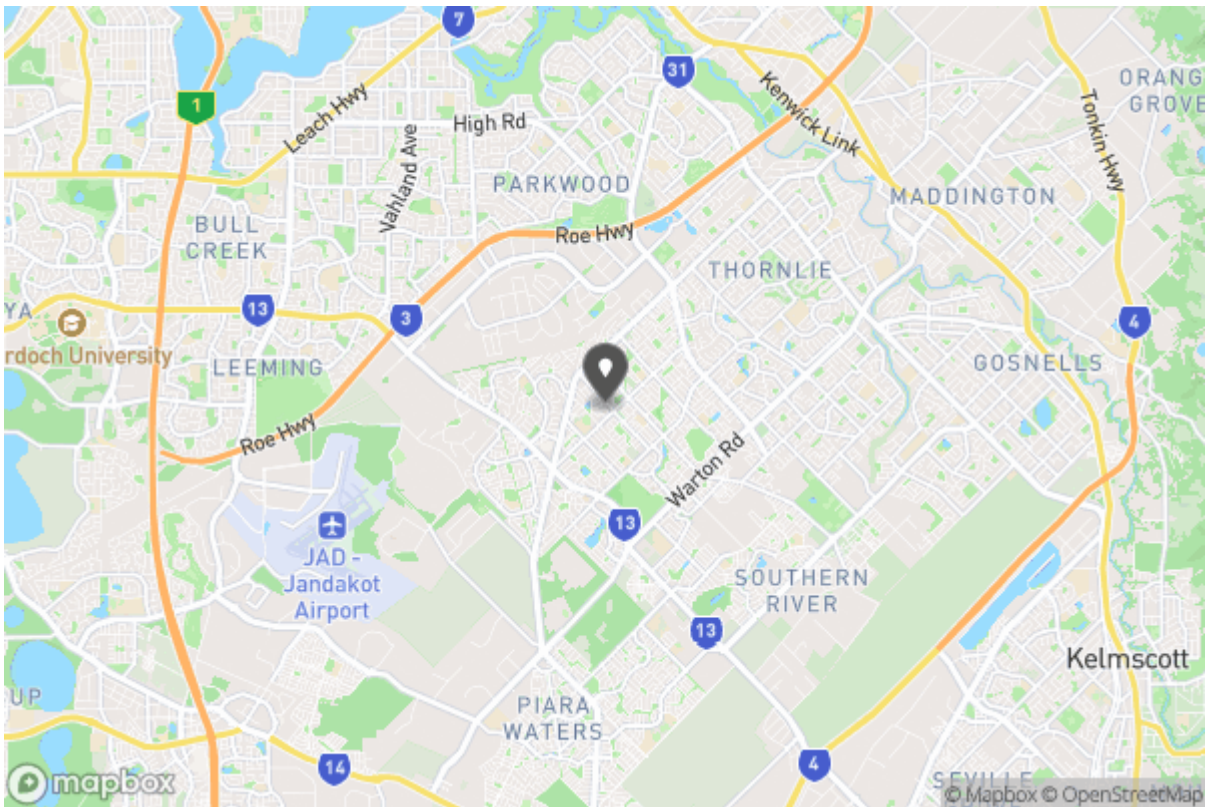 7
31
ORANG
GROVE
1
Leach Hwy
High Rd
Kenwick Link
Tonkin Hwy
Vahland Ave
PARKWOOD
MADDINGTON
BULL
CREEK
Roe Hwy
THORNLIE
YA
13
3
4
rdoch University
LEEMING
GOSNELLS
Roe Hwy
Warton Rd
13
JAD -
Jandakot
Airport
SOUTHERN
RIVER
13
Kelmscott
UP
PIARA
WATERS
14
4
SEVILLE
mapbox
© Mapbox © OpenStreetMap